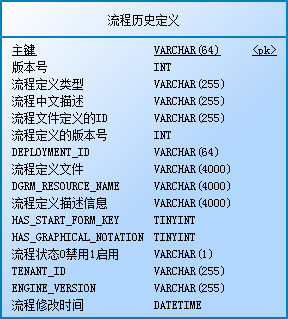 流程历史定义
主键 VARCHAR(64) <pk>
版本号 INT
流程定义类型 VARCHAR(255)
流程中文描述 VARCHAR(255)
流程文件定义的ID VARCHAR(255)
流程定义的版本号 INT
DEPLOYMENT_ID VARCHAR(64)
流程定义文件 VARCHAR(4000)
DGRM_RESOURCE_NAME VARCHAR(4000)
流程定义描述信息 VARCHAR(4000)
HAS_START_FORM_KEY TINYINT
HAS_GRAPHICAL_NOTATION TINYINT
流程状态0禁用1启用 VARCHAR(1)
TENANT_ID VARCHAR(255)
ENGINE_VERSION VARCHAR(255)
流程修改时间 DATETIME